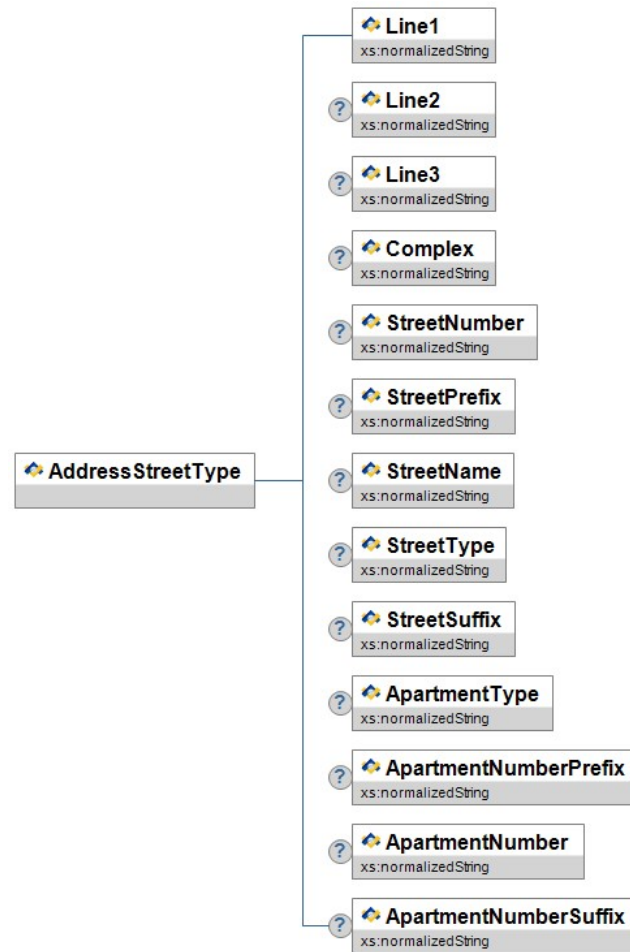 Line1
xs:normalizedString
?
Line2
xs:normalizedString
?
Line3
xs:normalizedString
?
Complex
xs:normalizedString
?
StreetNumber
xs:normalizedString
?
StreetPrefix
xs:normalizedString
AddressStreetType
?
StreetName
xs:normalizedString
?
StreetType
xs:normalizedString
?
StreetSuffix
xs:normalizedString
?
ApartmentType
xs:normalizedString
?
ApartmentNumberPrefix
xs:normalizedString
?
ApartmentNumber
xs:normalizedString
?
ApartmentNumberSuffix
xs:normalizedString